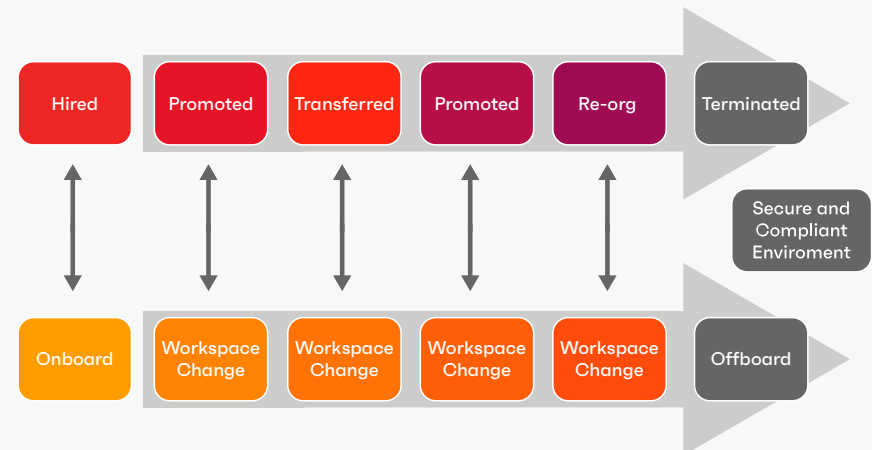 Hired
Promoted
Transferred
Promoted
Re-org
Terminated
Secure and
Compliant
Enviroment
Onboard
Workspace
Change
Workspace
Change
Workspace
Change
Workspace
Change
Offboard